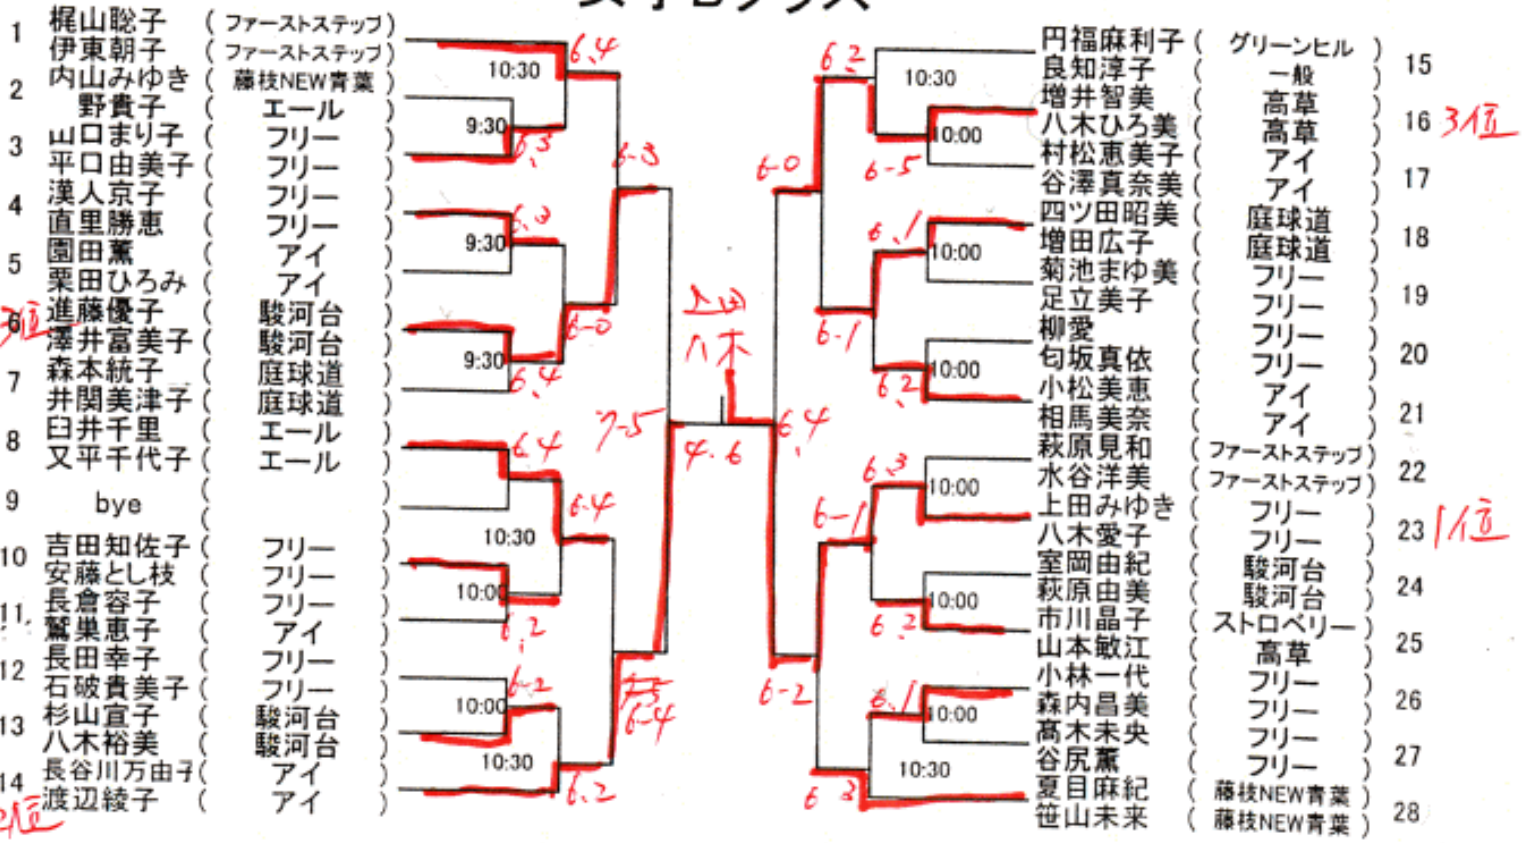 1 梶山聡子 ( ファーストステップ )
伊東朝子 ( ファーストステップ )
2 内山みゆき ( 藤枝NEW青葉 )
野貴子 ( エール )
3 山口まり子 ( フリー )
平口由美子 ( フリー )
4 漢人京子 ( フリー )
直里勝恵 ( フリー )
5 園田薫 ( アイ )
栗田ひろみ ( アイ )
6 進藤優子 ( 駿河台 )
3位
澤井富美子 ( 駿河台 )
7 森本統子 ( 庭球道 )
井関美津子 ( 庭球道 )
8 臼井千里 ( エール )
又平千代子 ( エール )
9 bye ( )
10 吉田知佐子 ( フリー )
安藤とし枝 ( フリー )
11 長倉容子 ( フリー )
鷲巣恵子 ( アイ )
12 長田幸子 ( フリー )
石破貴美子 ( フリー )
13 杉山宣子 ( 駿河台 )
八木裕美 ( 駿河台 )
14 長谷川万由子 ( アイ )
渡辺綾子 ( アイ )
2位
10:30
9:30
9:30
9:30
10:30
10:00
10:00
10:30
6.4
6.3
6-3
6.3
6-0
6.4
7-5
6.4
6-4
6.2
6-2
6-4
6.2
上田
八木
4.6
6.4
6.2
6-0
6-5
6.1
6-1
6.2
6.3
6-1
6.2
6-2
6.1
6-3
10:30
10:00
10:00
10:00
10:00
10:00
10:00
10:30
円福麻利子 ( グリーンヒル ) 15
良知淳子 ( 一般 )
増井智美 ( 高草 ) 16 3位
八木ひろ美 ( 高草 )
村松恵美子 ( アイ ) 17
谷澤真奈美 ( アイ )
四ツ田昭美 ( 庭球道 ) 18
増田広子 ( 庭球道 )
菊池まゆ美 ( フリー ) 19
足立美子 ( フリー )
柳愛 ( フリー ) 20
匂坂真依 ( フリー )
小松美恵 ( アイ ) 21
相馬美奈 ( アイ )
萩原見和 ( ファーストステップ ) 22
水谷洋美 ( ファーストステップ )
上田みゆき ( フリー ) 23 1位
八木愛子 ( フリー )
室岡由紀 ( 駿河台 ) 24
萩原由美 ( 駿河台 )
市川晶子 ( ストロベリー ) 25
山本敏江 ( 高草 )
小林一代 ( フリー ) 26
森内昌美 ( フリー )
髙木未央 ( フリー ) 27
谷尻薫 ( フリー )
夏目麻紀 ( 藤枝NEW青葉 ) 28
笹山未来 ( 藤枝NEW青葉 )